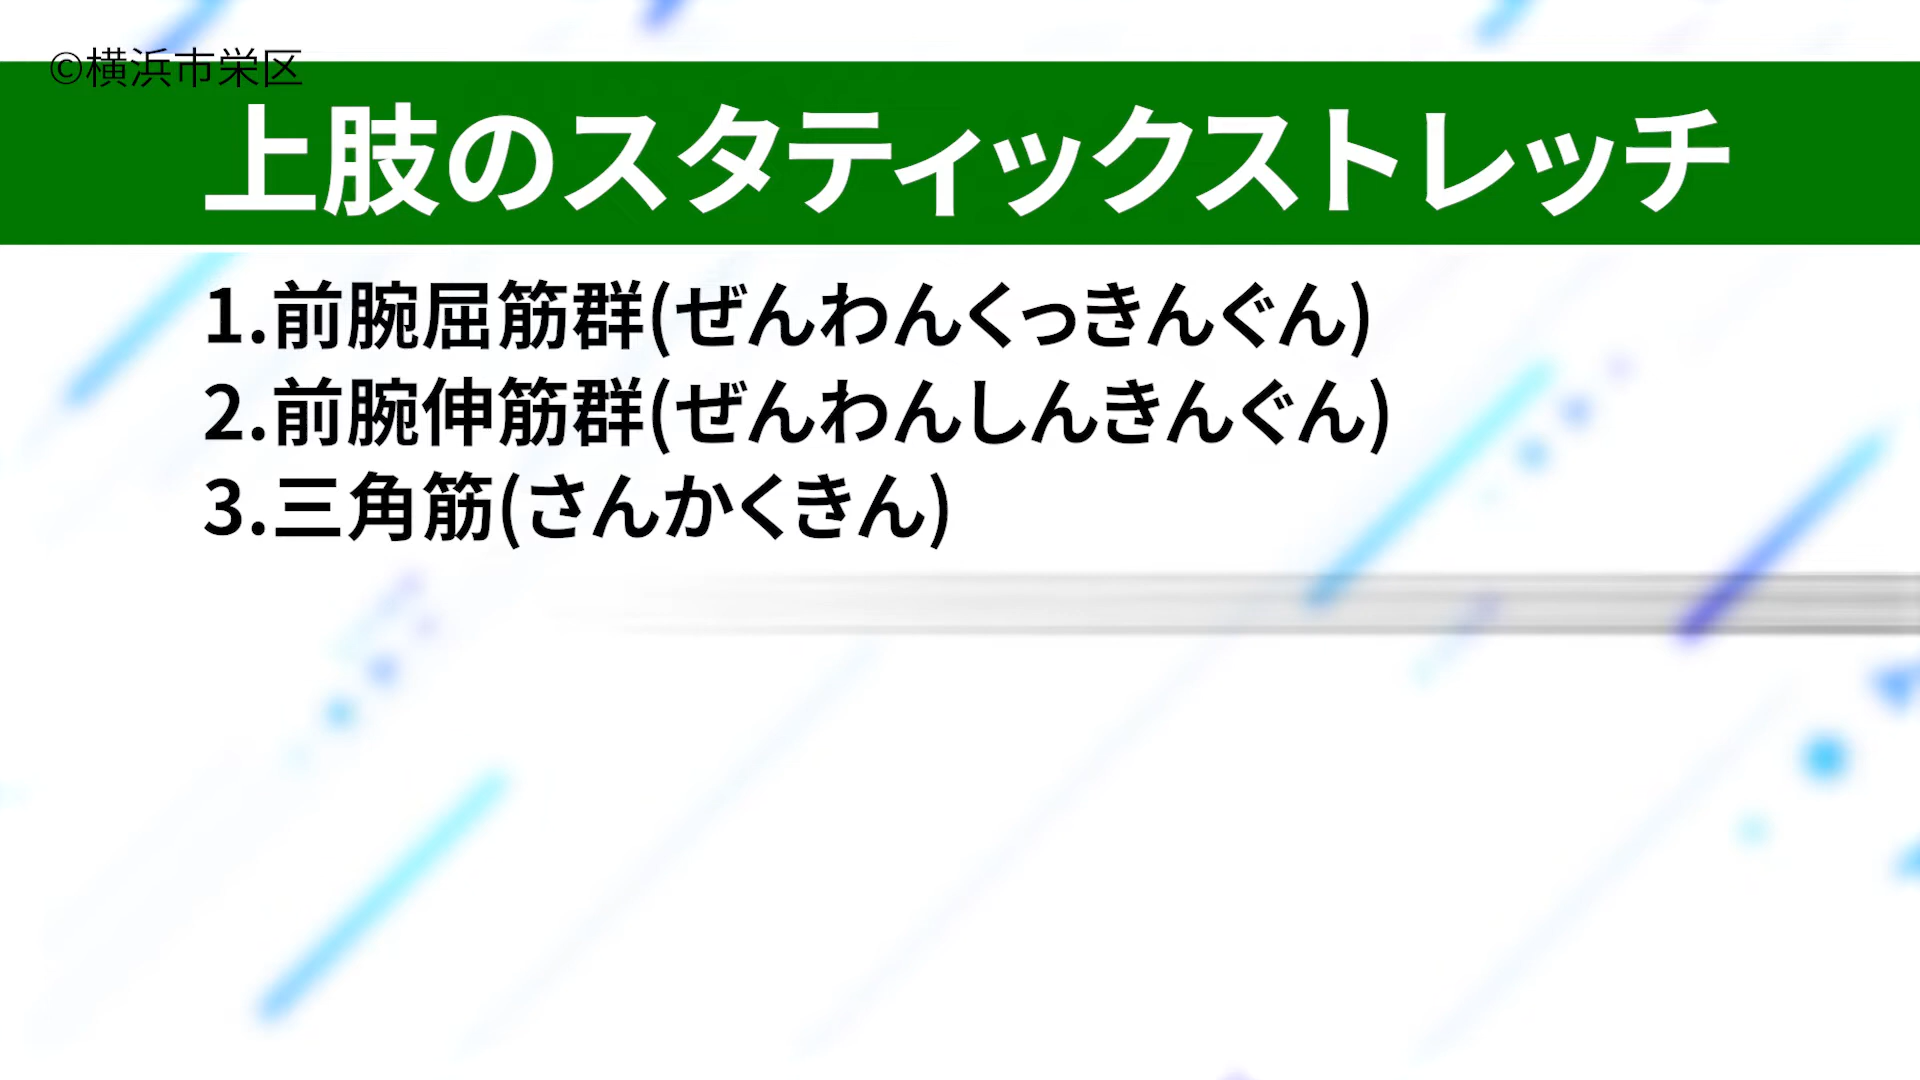 ©横浜市栄区
上肢のスタティックストレッチ
1.前腕屈筋群(ぜんわんくっきんぐん)
2.前腕伸筋群(ぜんわんしんきんぐん)
3.三角筋(さんかくきん)